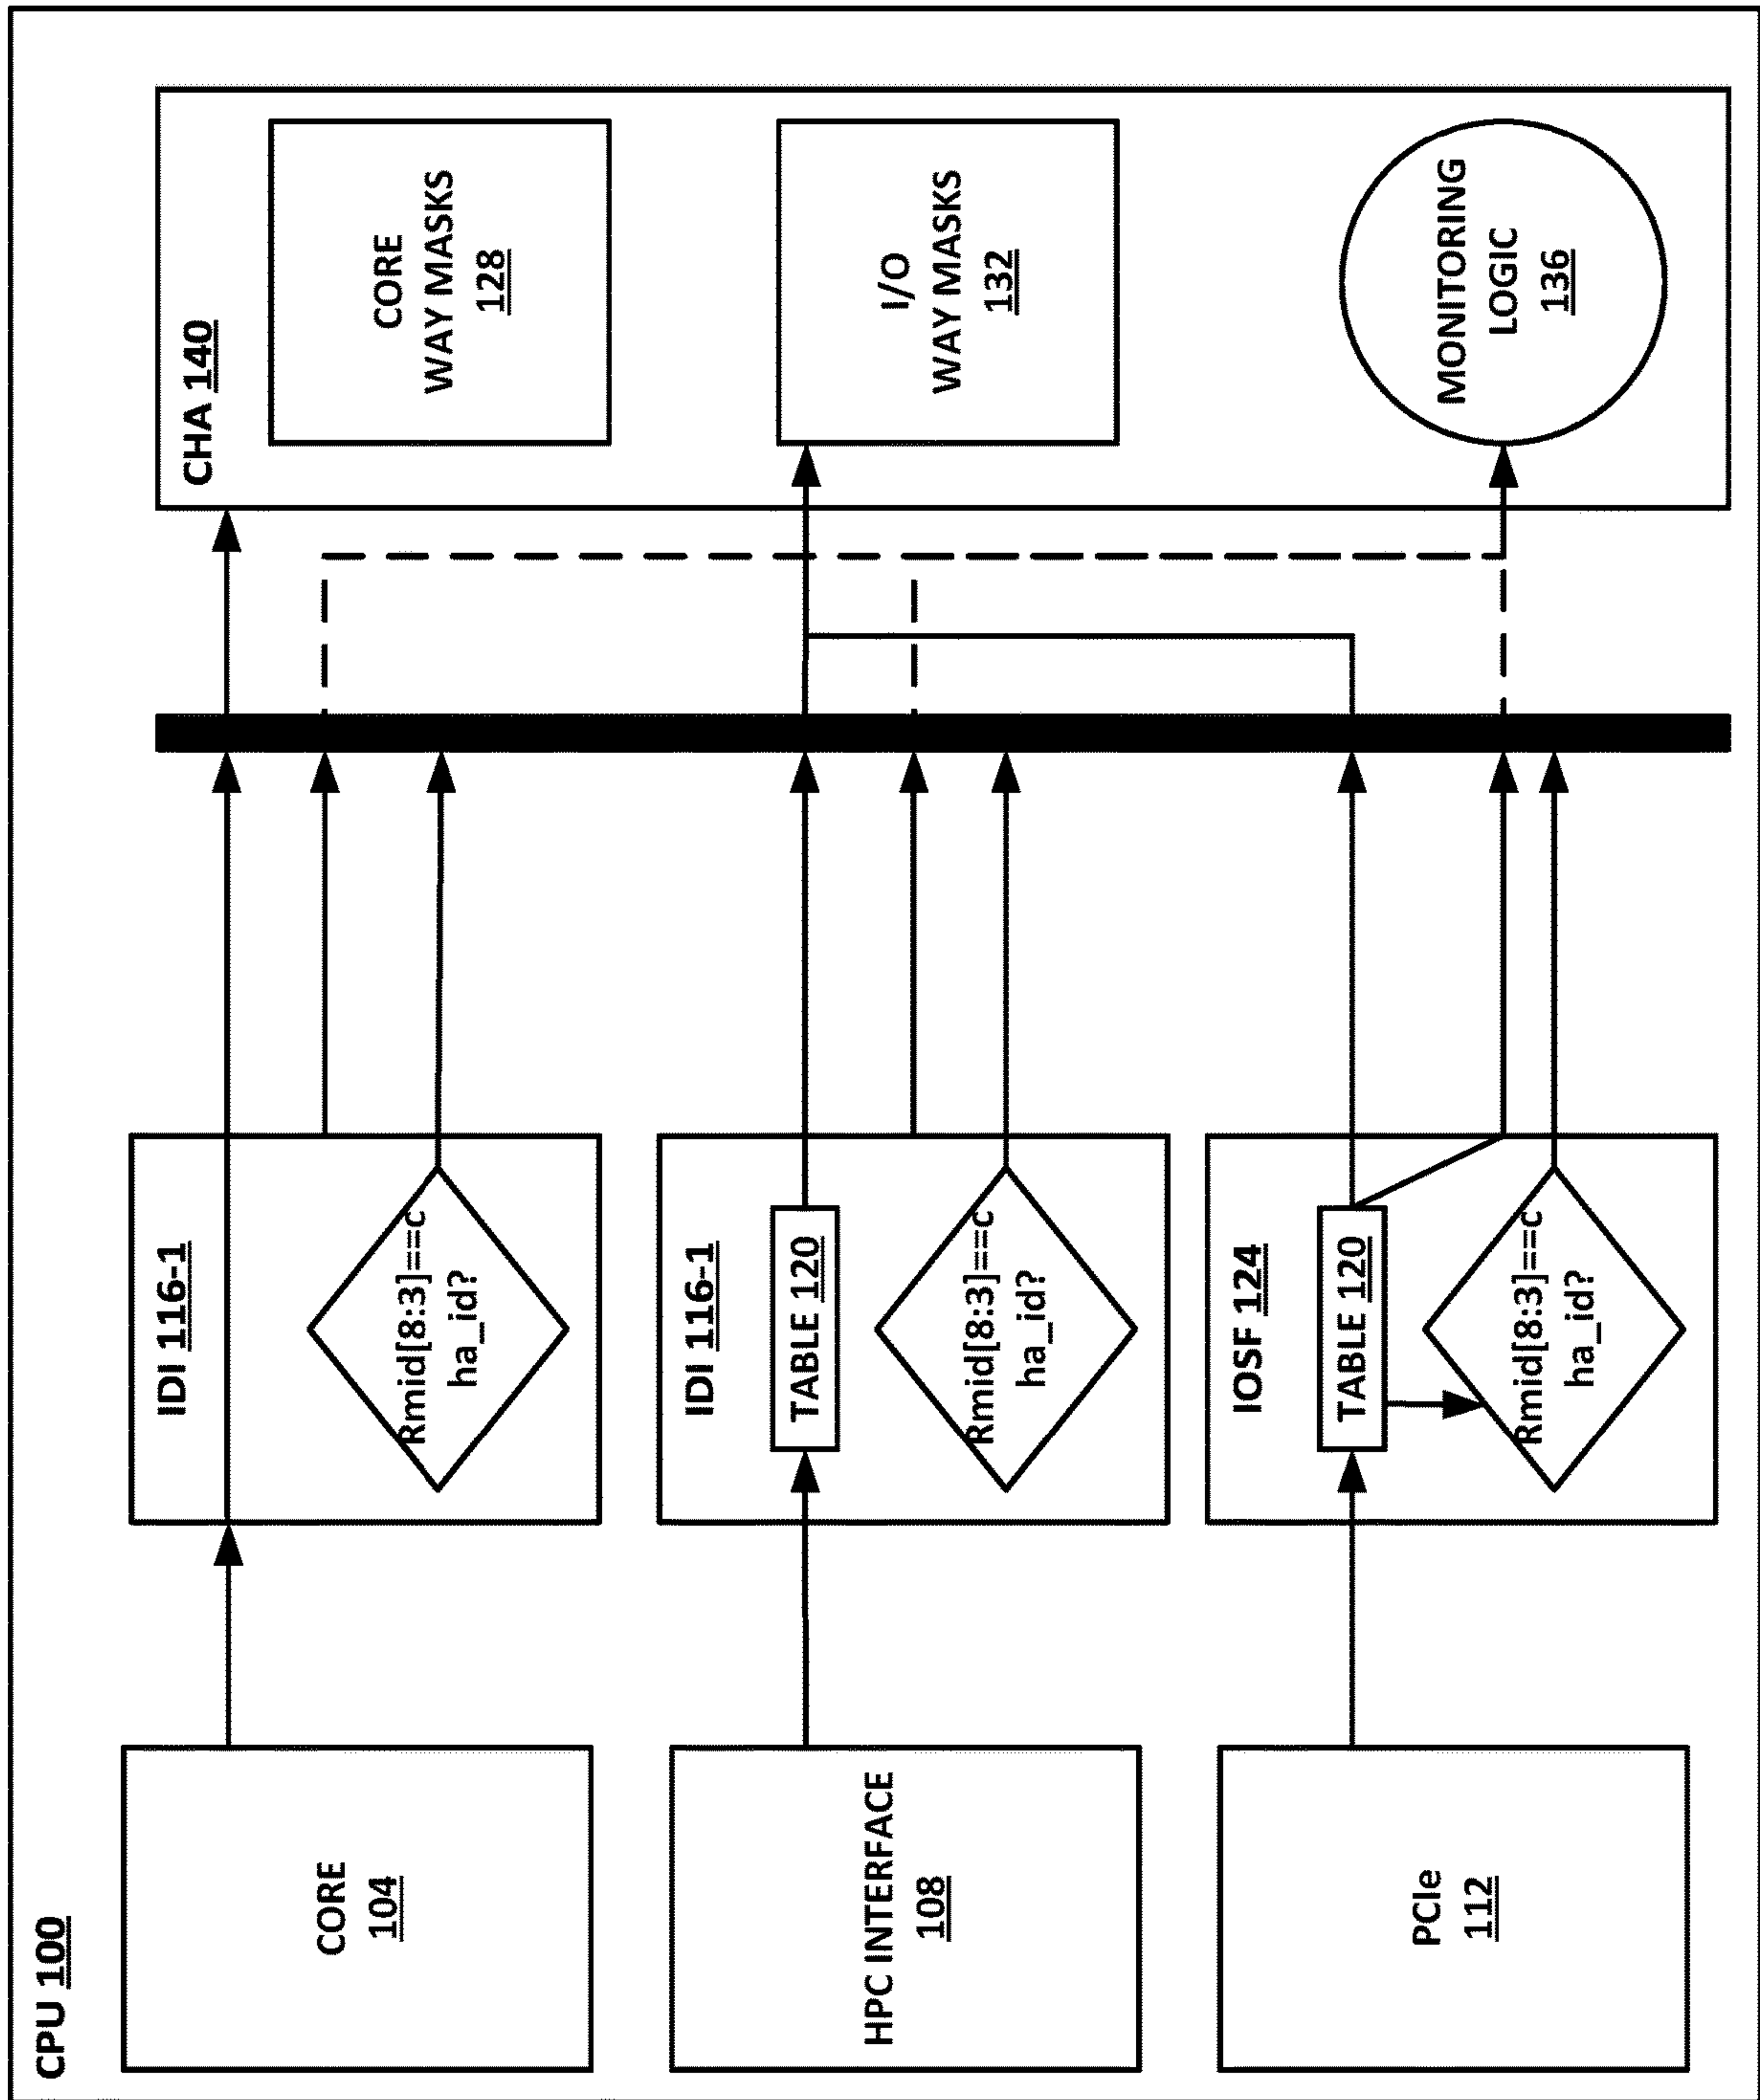 CPU 100
CORE
104
HPC INTERFACE
108
PCIe
112
IDI 116-1
Rmid[8:3]==c
ha_id?
IDI 116-1
TABLE 120
Rmid[8:3]==c
ha_id?
IOSF 124
TABLE 120
Rmid[8:3]==c
ha_id?
CHA 140
CORE
WAY MASKS
128
I/O
WAY MASKS
132
MONITORING
LOGIC
136